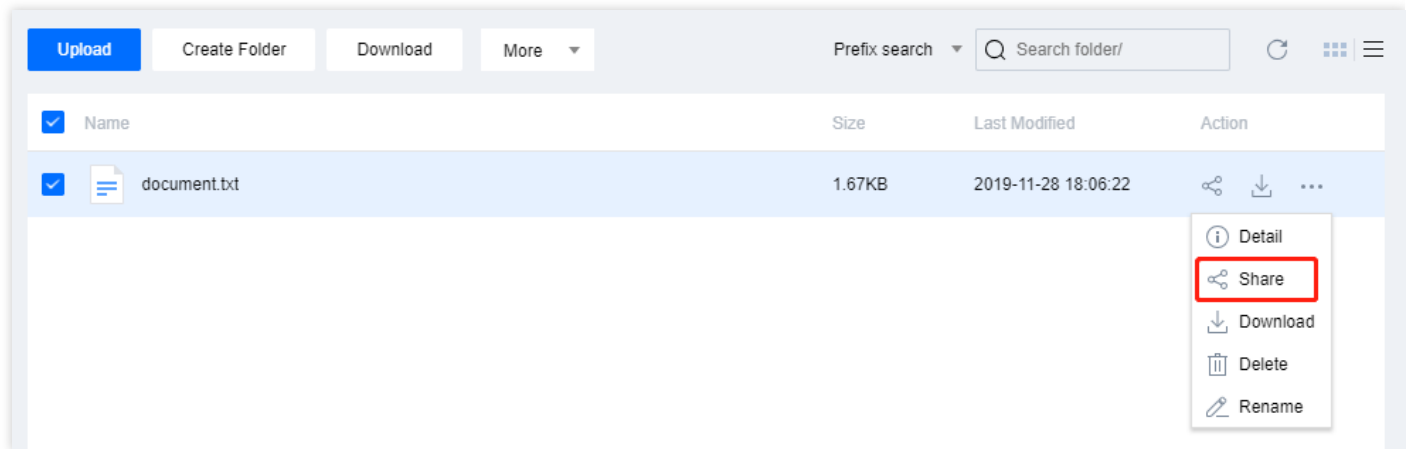 Upload Create Folder Download More Prefix search Search folder/
Name Size Last Modified Action
document.txt 1.67KB 2019-11-28 18:06:22
Detail
Share
Download
Delete
Rename